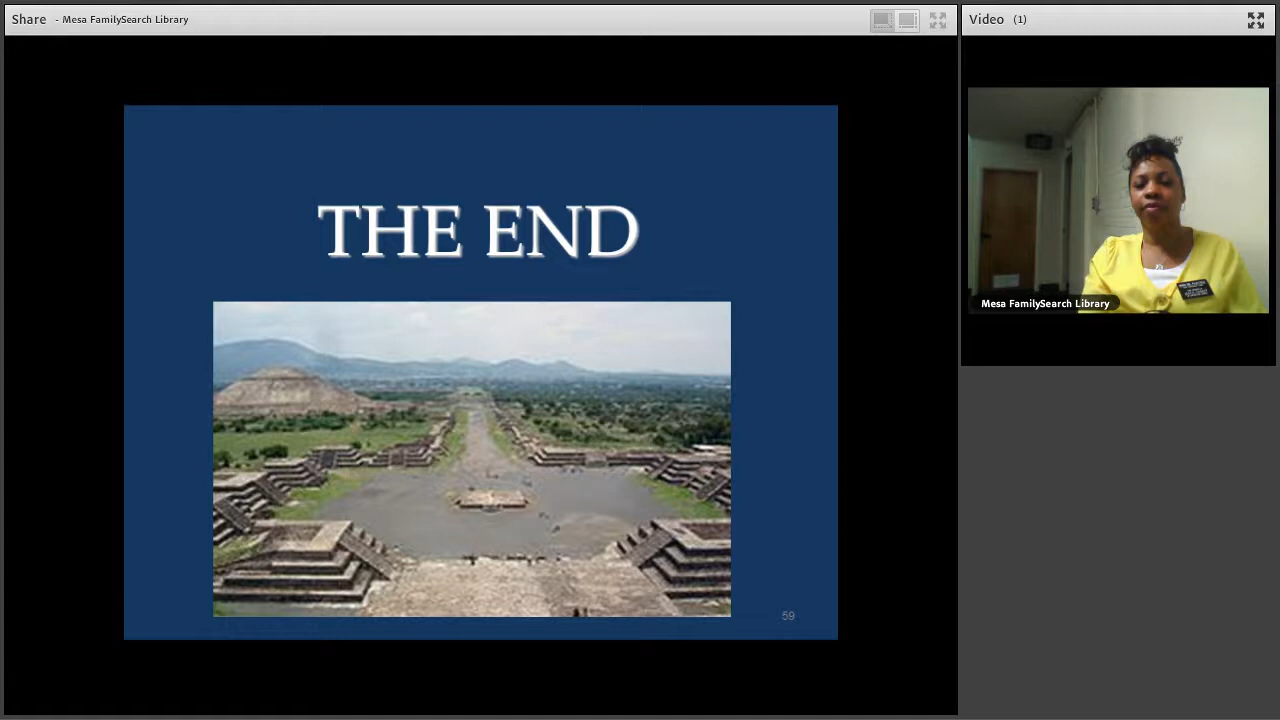 Share - Mesa FamilySearch Library
Video (1)
THE END
59
Mesa FamilySearch Library